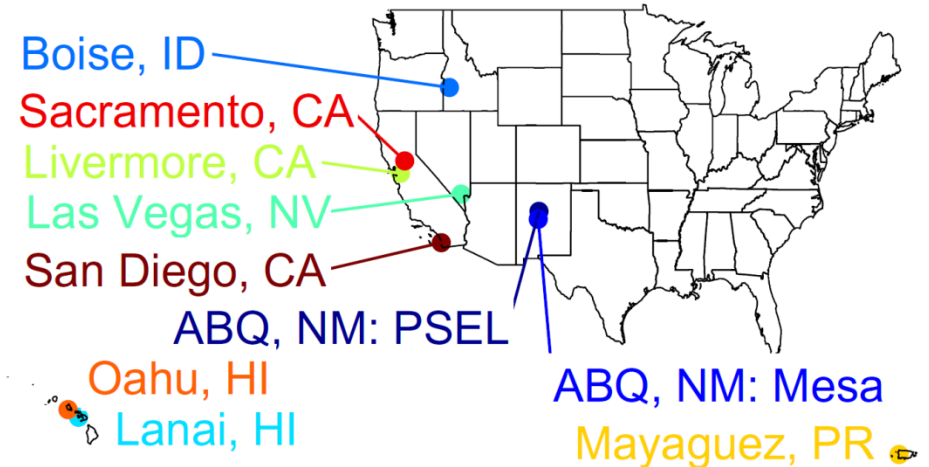 Boise, ID
Sacramento, CA
Livermore, CA
Las Vegas, NV
San Diego, CA
ABQ, NM: PSEL
Oahu, HI
ABQ, NM: Mesa
Lanai, HI
Mayaguez, PR